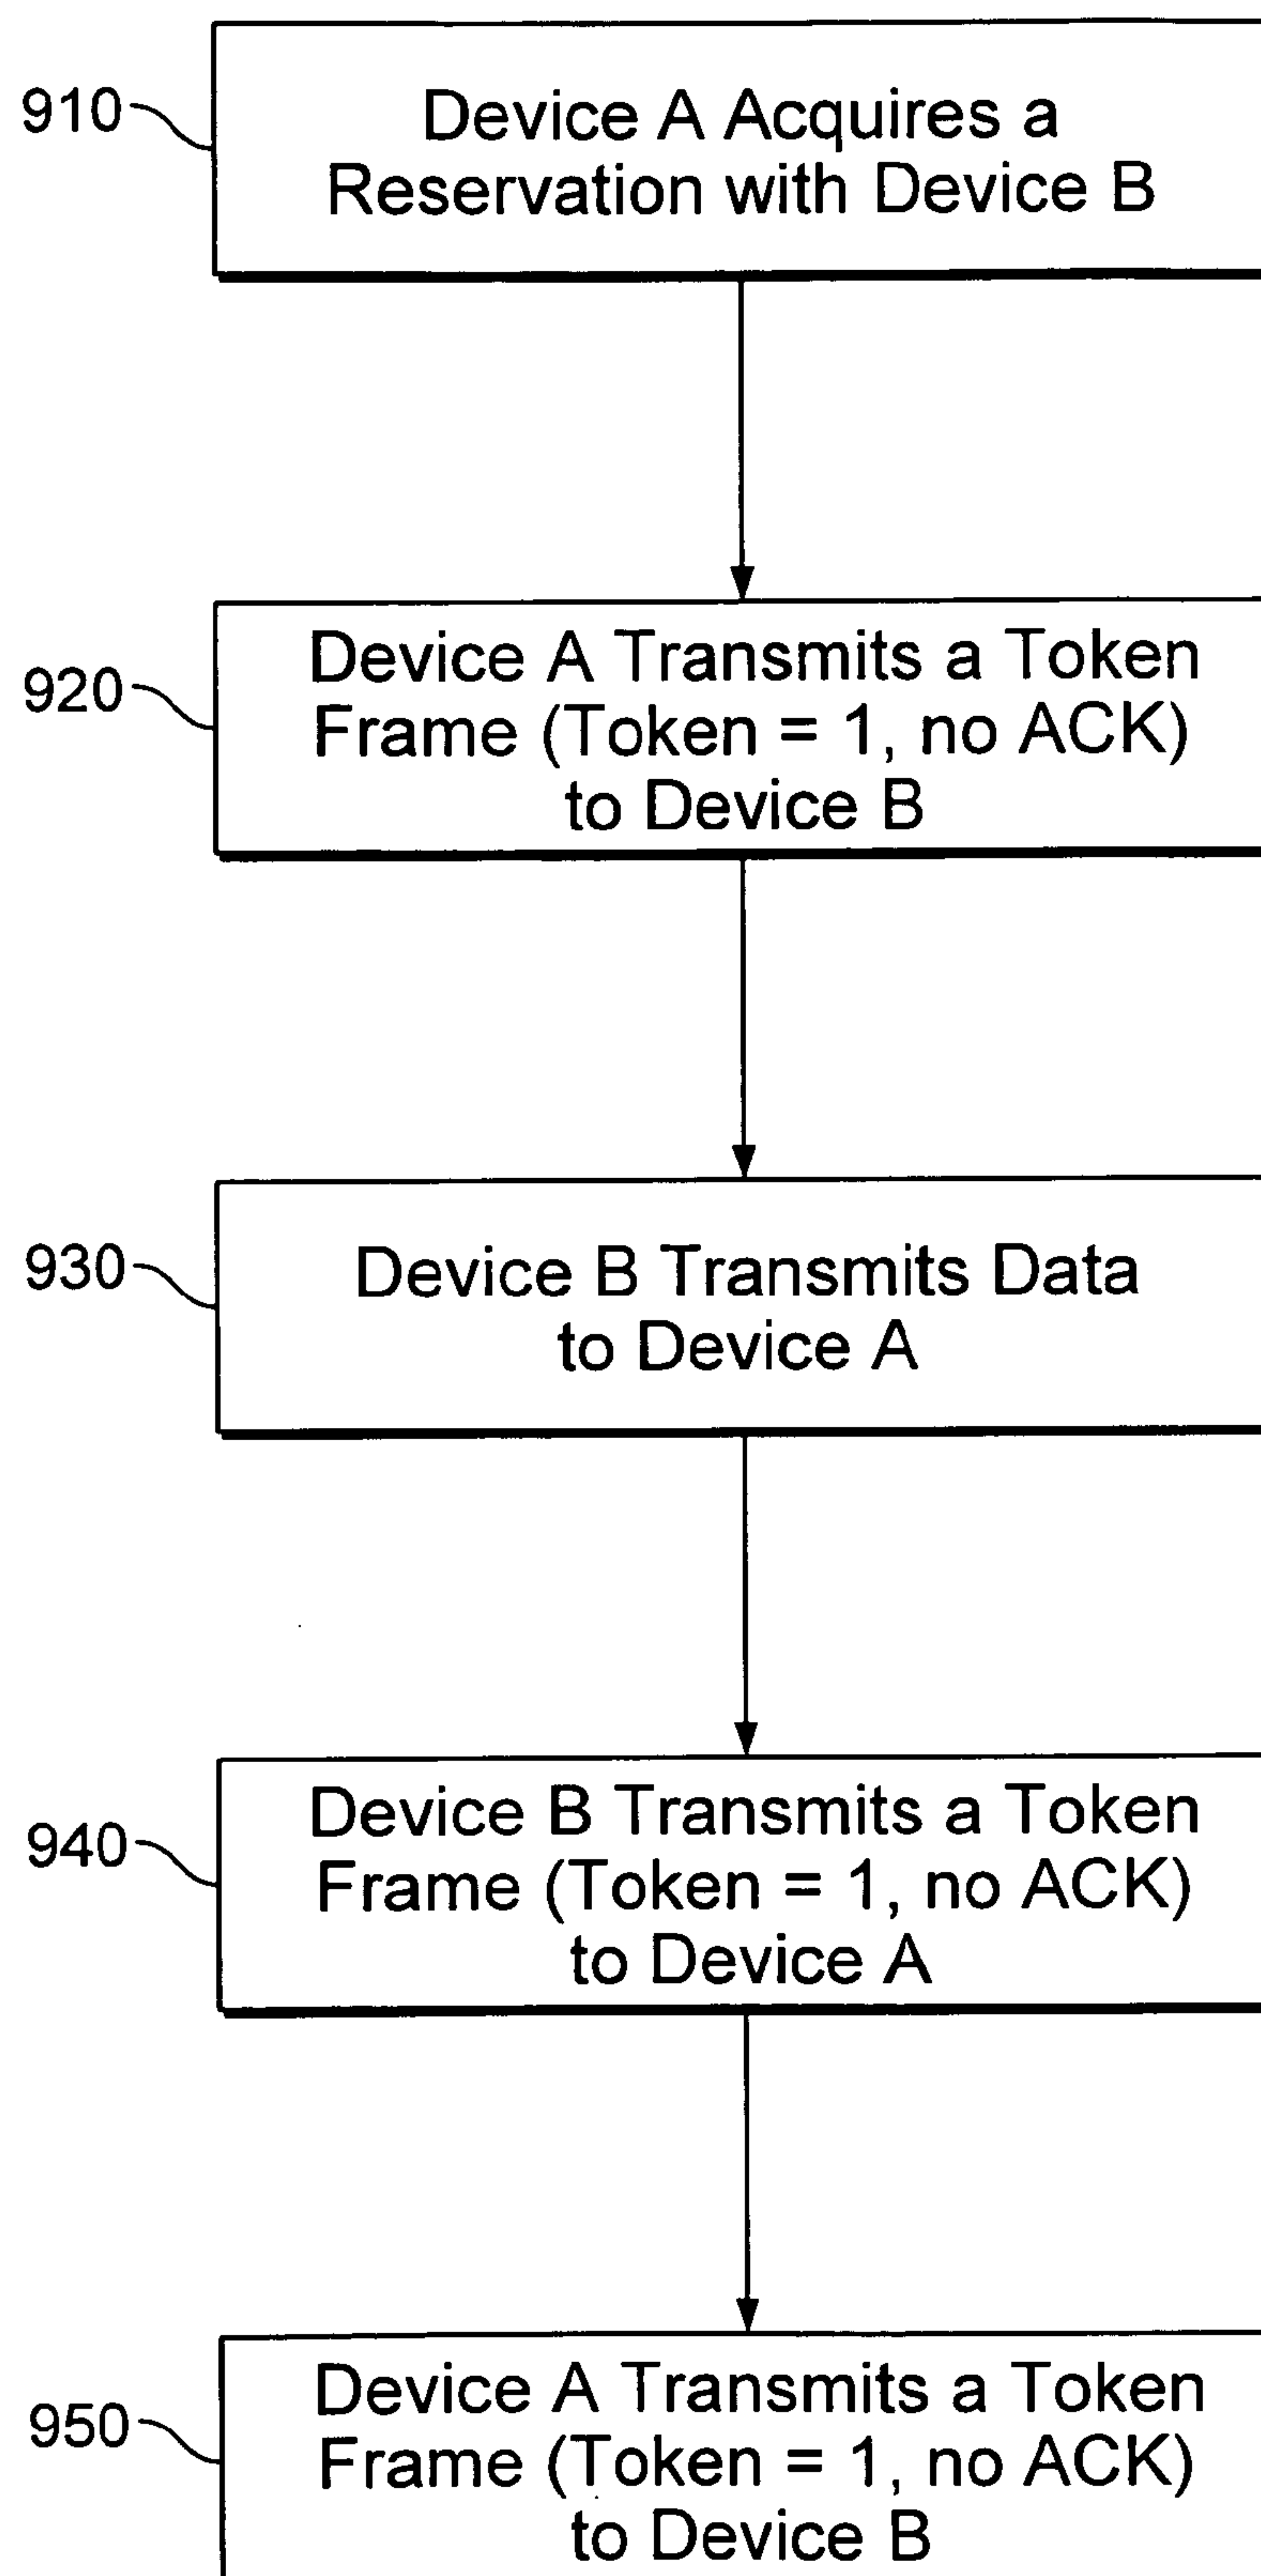 910
Device A Acquires a
Reservation with Device B
920
Device A Transmits a Token
Frame (Token = 1, no ACK)
to Device B
930
Device B Transmits Data
to Device A
940
Device B Transmits a Token
Frame (Token = 1, no ACK)
to Device A
950
Device A Transmits a Token
Frame (Token = 1, no ACK)
to Device B